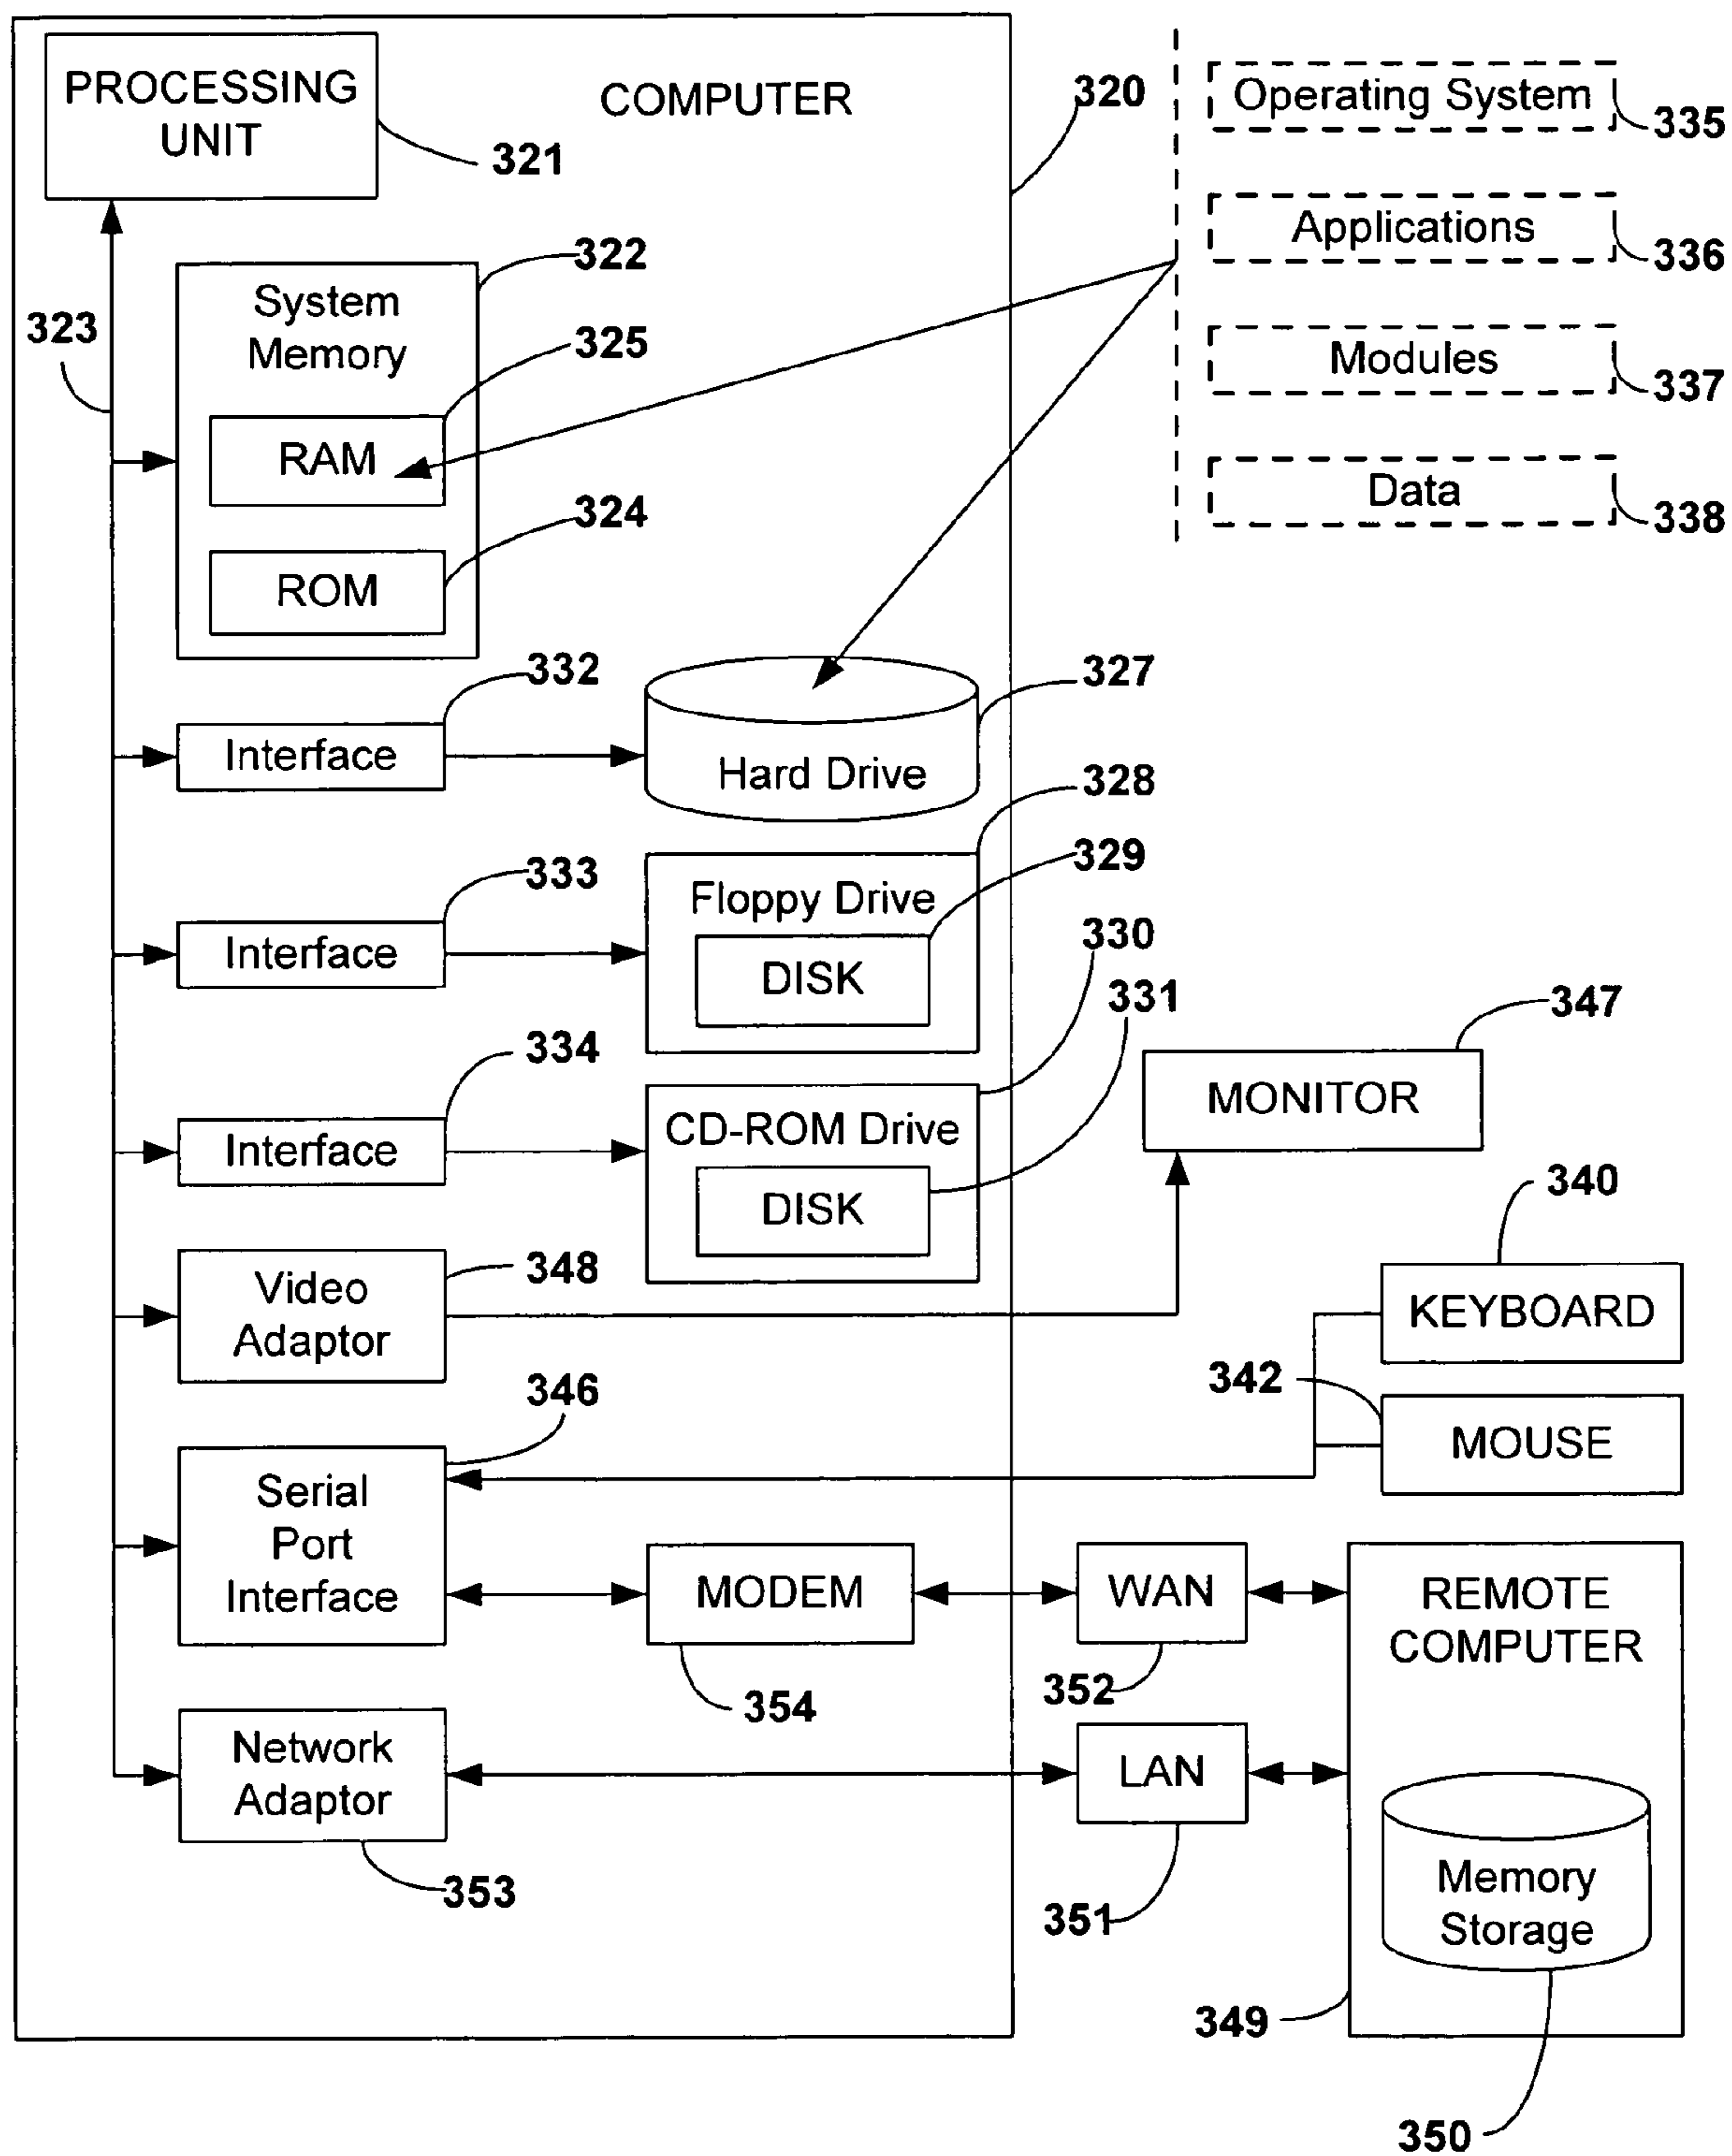 PROCESSING
UNIT
321
COMPUTER
320
Operating System
335
Applications
336
Modules
337
Data
338
322
System
Memory
323
325
RAM
324
ROM
332
Interface
327
Hard Drive
328
333
Interface
329
Floppy Drive
DISK
330
331
334
Interface
CD-ROM Drive
DISK
347
MONITOR
340
KEYBOARD
348
Video
Adaptor
342
MOUSE
346
Serial
Port
Interface
MODEM
354
WAN
352
REMOTE
COMPUTER
Network
Adaptor
353
LAN
351
Memory
Storage
349
350